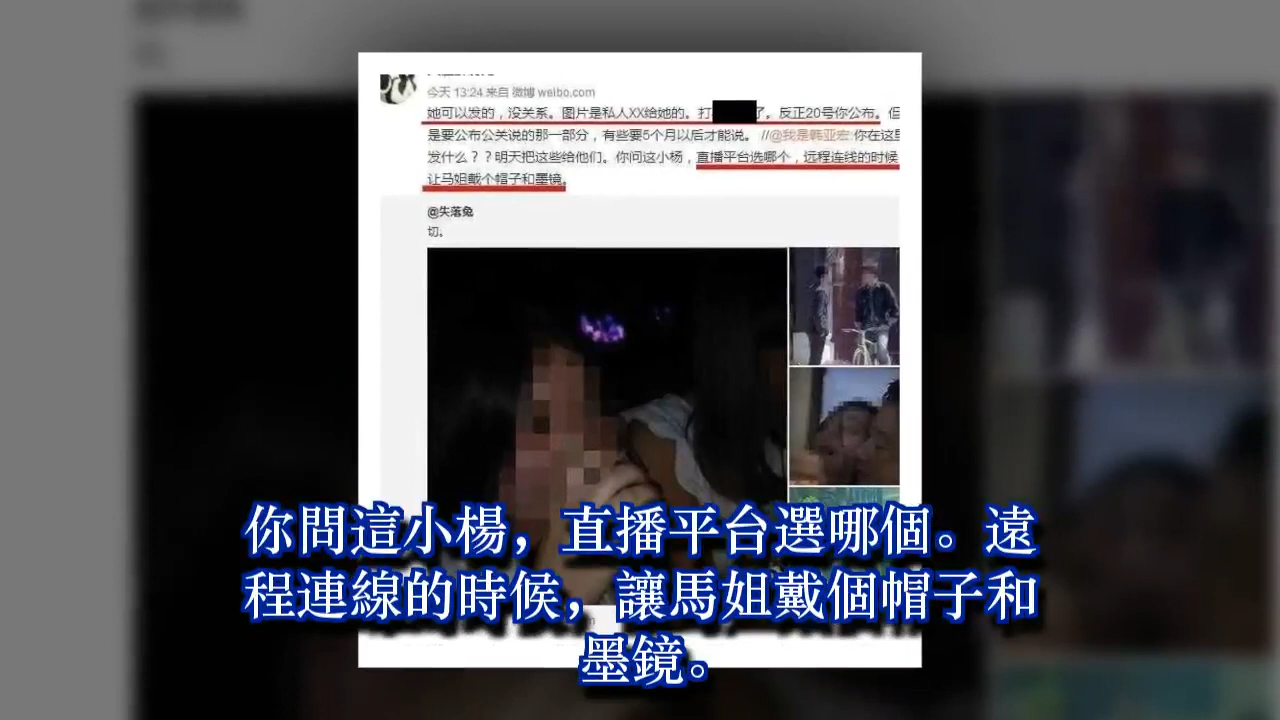 今天 13:24 来自 微博 weibo.com
她可以发的，没关系。图片是私人XX给她的。打 了。反正20号你公布。但
是要公布公关说的那一部分，有些要5个月以后才能说。 //@我是韩亚宏:你在这里
发什么？？明天把这些给他们。你问这小杨，直播平台选哪个，远程连线的时候
让马姐戴个帽子和墨镜。
@失落兔
切。
你問這小楊，直播平台選哪個。遠
程連線的時候，讓馬姐戴個帽子和
墨鏡。